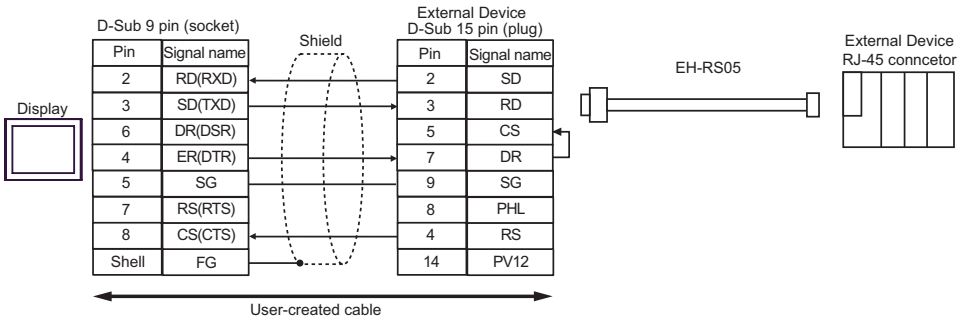 D-Sub 9 pin (socket)
External Device
D-Sub 15 pin (plug)
Shield
Pin Signal name
Pin Signal name
2 RD(RXD) 2 SD
3 SD(TXD) 3 RD
6 DR(DSR) 5 CS
4 ER(DTR) 7 DR
5 SG 9 SG
7 RS(RTS) 8 PHL
8 CS(CTS) 4 RS
Shell FG 14 PV12
Display
EH-RS05
External Device
RJ-45 conncetor
User-created cable